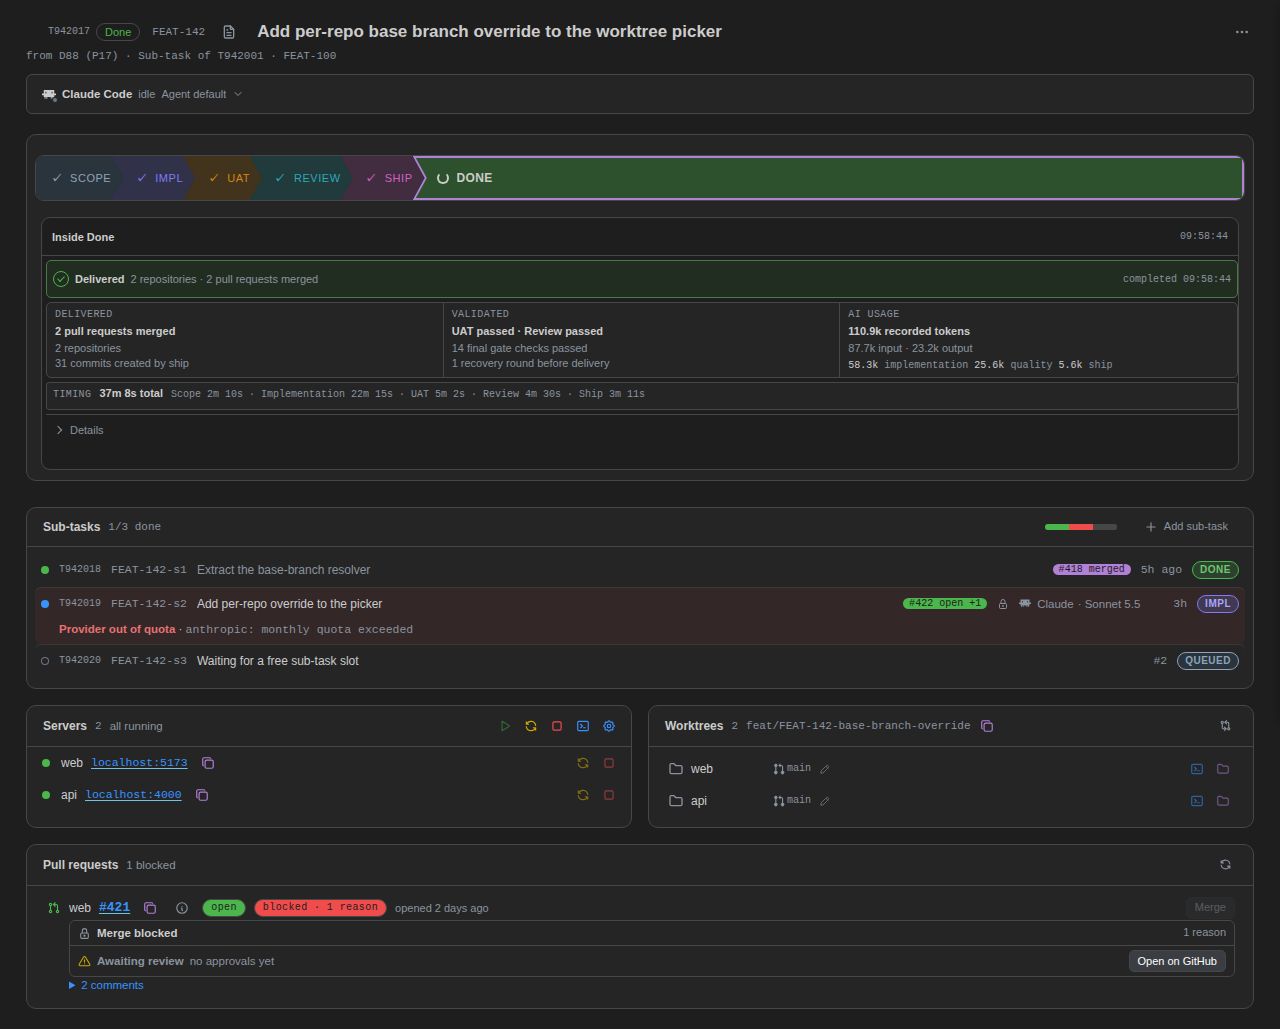 T942017 Done FEAT-142 Add per-repo base branch override to the worktree picker
from D88 (P17) · Sub-task of T942001 · FEAT-100
Claude Code idle Agent default
SCOPE IMPL UAT REVIEW SHIP DONE
Inside Done 09:58:44
Delivered 2 repositories · 2 pull requests merged completed 09:58:44
DELIVERED VALIDATED AI USAGE
2 pull requests merged UAT passed · Review passed 110.9k recorded tokens
2 repositories 14 final gate checks passed 87.7k input · 23.2k output
31 commits created by ship 1 recovery round before delivery 58.3k implementation 25.6k quality 5.6k ship
TIMING 37m 8s total Scope 2m 10s · Implementation 22m 15s · UAT 5m 2s · Review 4m 30s · Ship 3m 11s
Details
Sub-tasks 1/3 done Add sub-task
T942018 FEAT-142-s1 Extract the base-branch resolver #418 merged 5h ago DONE
T942019 FEAT-142-s2 Add per-repo override to the picker #422 open +1 Claude · Sonnet 5.5 3h IMPL
Provider out of quota · anthropic: monthly quota exceeded
T942020 FEAT-142-s3 Waiting for a free sub-task slot #2 QUEUED
Servers 2 all running
web localhost:5173
api localhost:4000
Worktrees 2 feat/FEAT-142-base-branch-override
web main
api main
Pull requests 1 blocked
web #421 open blocked · 1 reason opened 2 days ago Merge
Merge blocked 1 reason
Awaiting review no approvals yet Open on GitHub
2 comments